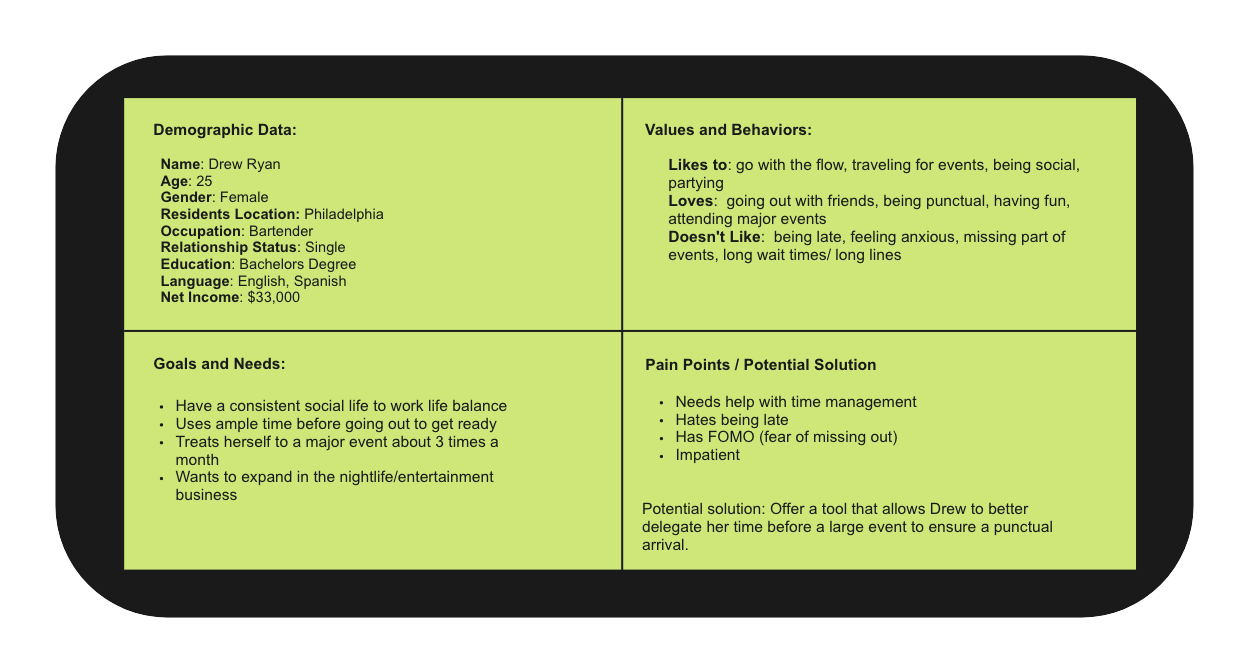 Demographic Data:
Name: Drew Ryan
Age: 25
Gender: Female
Residents Location: Philadelphia
Occupation: Bartender
Relationship Status: Single
Education: Bachelors Degree
Language: English, Spanish
Net Income: $33,000
Values and Behaviors:
Likes to: go with the flow, traveling for events, being social,
partying
Loves:  going out with friends, being punctual, having fun,
attending major events
Doesn't Like:  being late, feeling anxious, missing part of
events, long wait times/ long lines
Goals and Needs:
• Have a consistent social life to work life balance
• Uses ample time before going out to get ready
• Treats herself to a major event about 3 times a
month
• Wants to expand in the nightlife/entertainment
business
Pain Points / Potential Solution
• Needs help with time management
• Hates being late
• Has FOMO (fear of missing out)
• Impatient
Potential solution: Offer a tool that allows Drew to better
delegate her time before a large event to ensure a punctual
arrival.